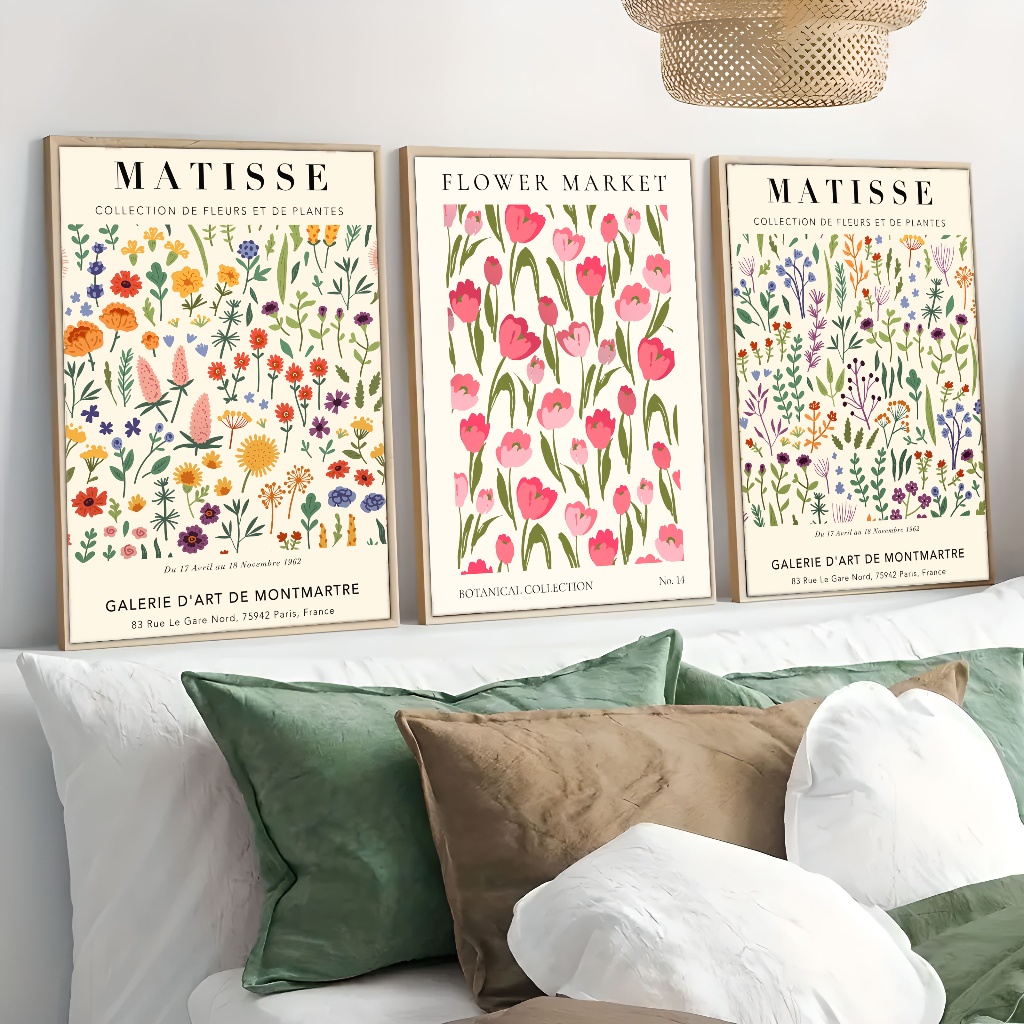 MATISSE
COLLECTION DE FLEURS ET DE PLANTES
Du 17 Avril au 18 Novembre 1962
GALERIE D'ART DE MONTMARTRE
83 Rue Le Gare Nord, 75942 Paris, France
FLOWER MARKET
BOTANICAL COLLECTION
No. 14
MATISSE
COLLECTION DE FLEURS ET DE PLANTES
Du 17 Avril au 18 Novembre 1962
GALERIE D'ART DE MONTMARTRE
83 Rue Le Gare Nord, 75942 Paris, France